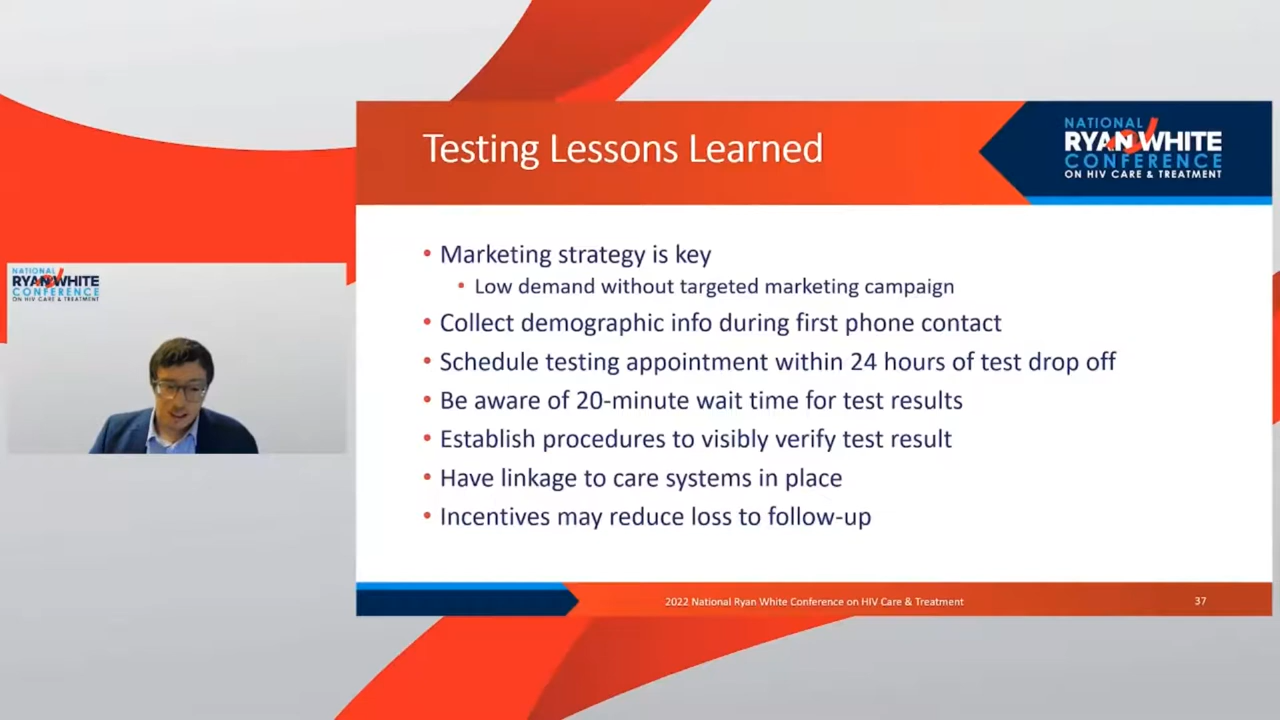 NATIONAL
RYAN WHITE
CONFERENCE
ON HIV CARE & TREATMENT
Testing Lessons Learned
NATIONAL
RYAN WHITE
CONFERENCE
ON HIV CARE & TREATMENT
• Marketing strategy is key
• Low demand without targeted marketing campaign
• Collect demographic info during first phone contact
• Schedule testing appointment within 24 hours of test drop off
• Be aware of 20-minute wait time for test results
• Establish procedures to visibly verify test result
• Have linkage to care systems in place
• Incentives may reduce loss to follow-up
2022 National Ryan White Conference on HIV Care & Treatment
37